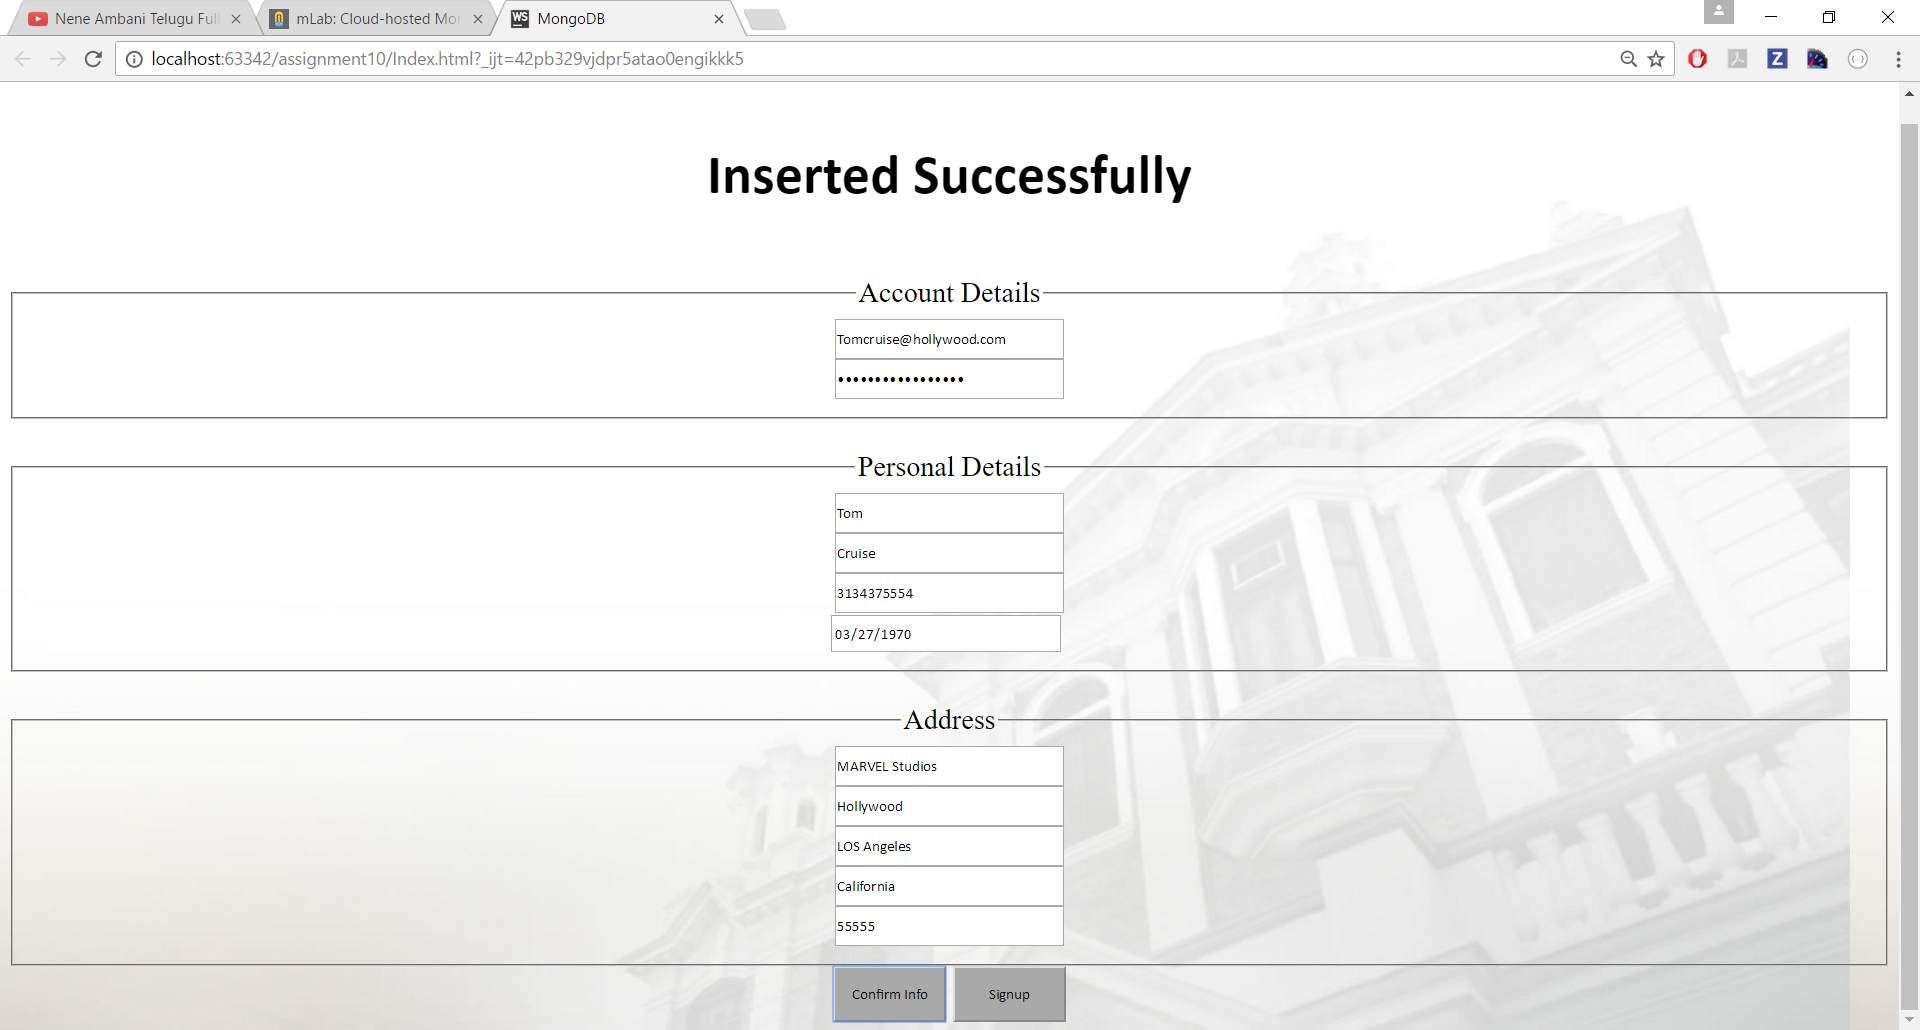 Nene Ambani Telugu Full
mLab: Cloud-hosted Mon
WS MongoDB
localhost:63342/assignment10/Index.html?_ijt=42pb329vjdpr5atao0engikkk5
Z
Inserted Successfully
Account Details
Tomcruise@hollywood.com
•••••••••••••••••
Personal Details
Tom
Cruise
3134375554
03/27/1970
Address
MARVEL Studios
Hollywood
LOS Angeles
California
55555
Confirm Info
Signup